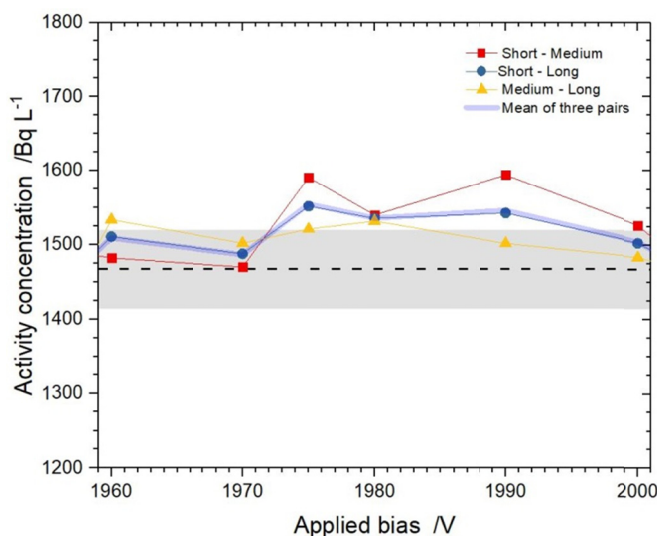 1800
1700
1600
1500
1400
1300
1200
Activity concentration /Bq L⁻¹
Short - Medium
Short - Long
Medium - Long
Mean of three pairs
1960 1970 1980 1990 2000
Applied bias /V